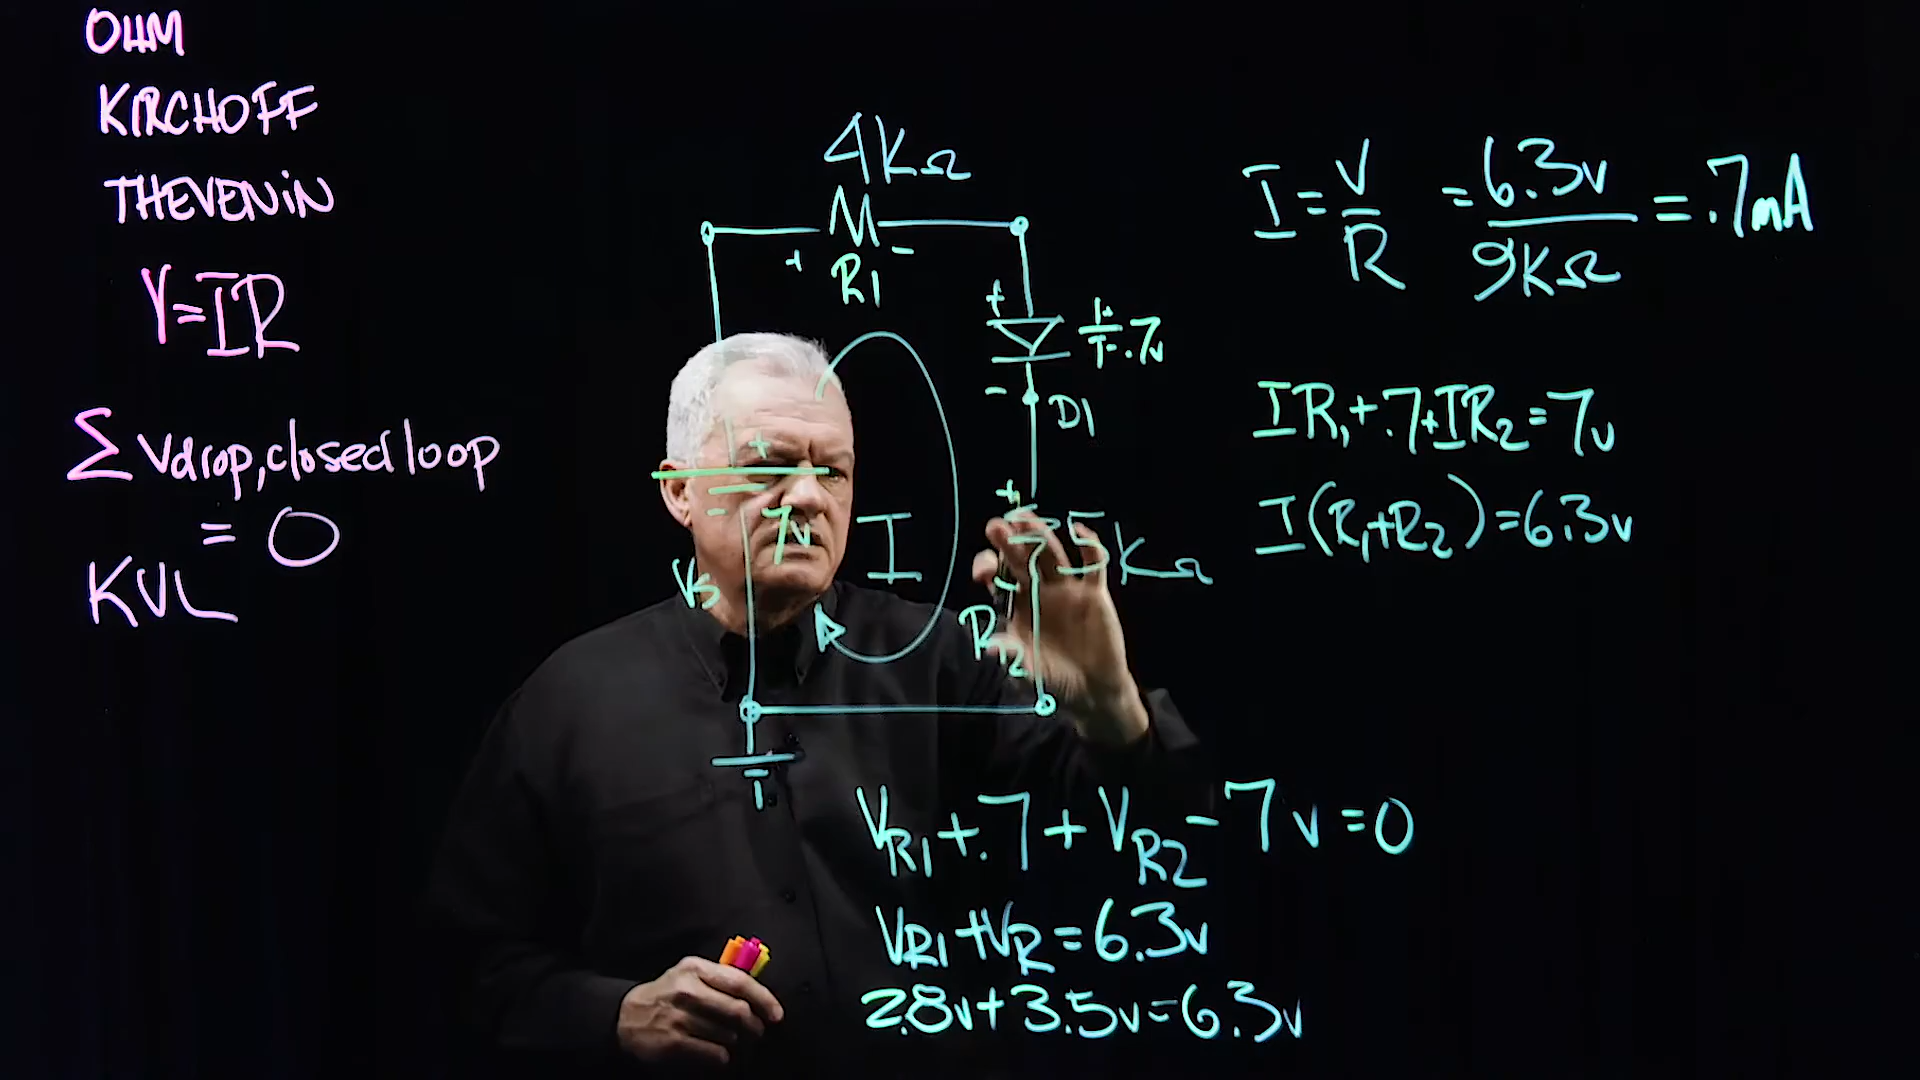 OHM
KIRCHOFF
THEVENIN
V=IR
Σ Vdrop, closed loop
= 0
KVL
4KΩ
+ R1 -
+
.7v
-
D1
+
7v
-
Vs
I
+
5KΩ
-
R2
I = V/R = 6.3v/9KΩ = .7mA
IR₁+.7+IR₂=7v
I(R₁+R₂)=6.3v
VR1+.7+VR2-7v=0
VR1+VR=6.3v
2.8v+3.5v=6.3v